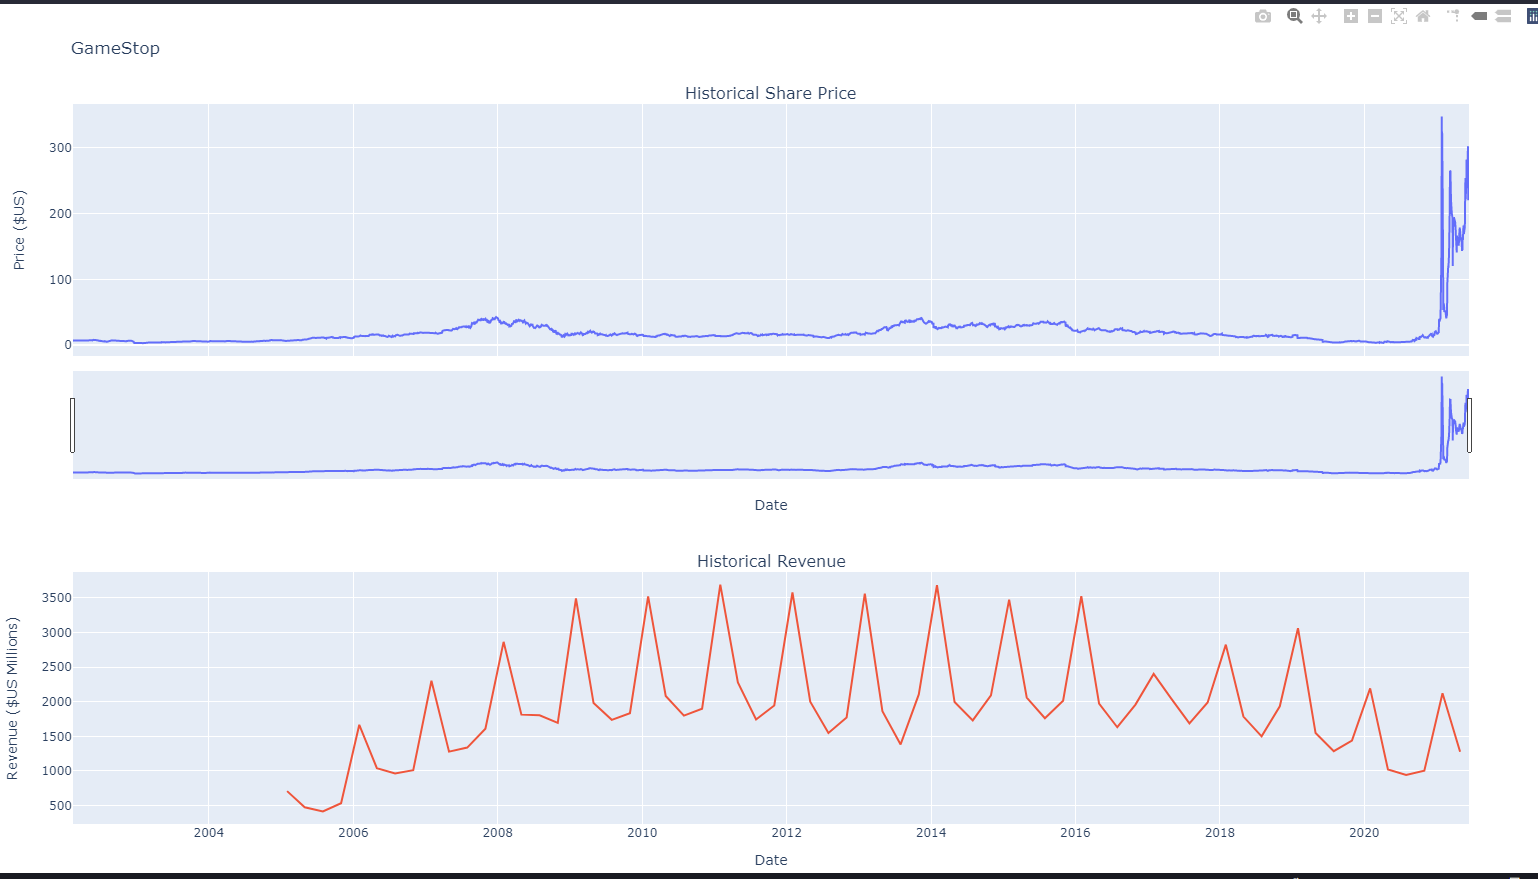 GameStop
Historical Share Price
Price ($US)
300
200
100
0
Date
Historical Revenue
Revenue ($US Millions)
3500
3000
2500
2000
1500
1000
500
2004 2006 2008 2010 2012 2014 2016 2018 2020
Date